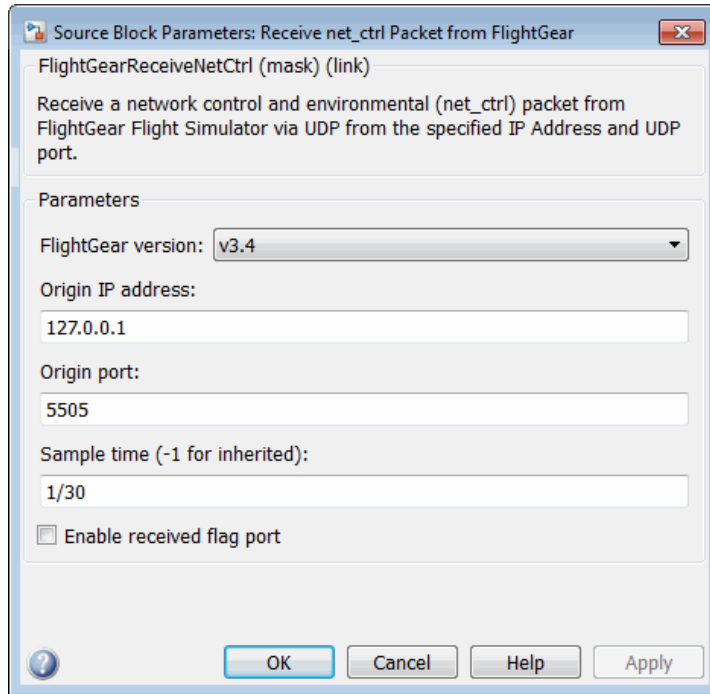 Source Block Parameters: Receive net_ctrl Packet from FlightGear
FlightGearReceiveNetCtrl (mask) (link)
Receive a network control and environmental (net_ctrl) packet from
FlightGear Flight Simulator via UDP from the specified IP Address and UDP
port.
Parameters
FlightGear version: v3.4
Origin IP address:
127.0.0.1
Origin port:
5505
Sample time (-1 for inherited):
1/30
Enable received flag port
OK Cancel Help Apply